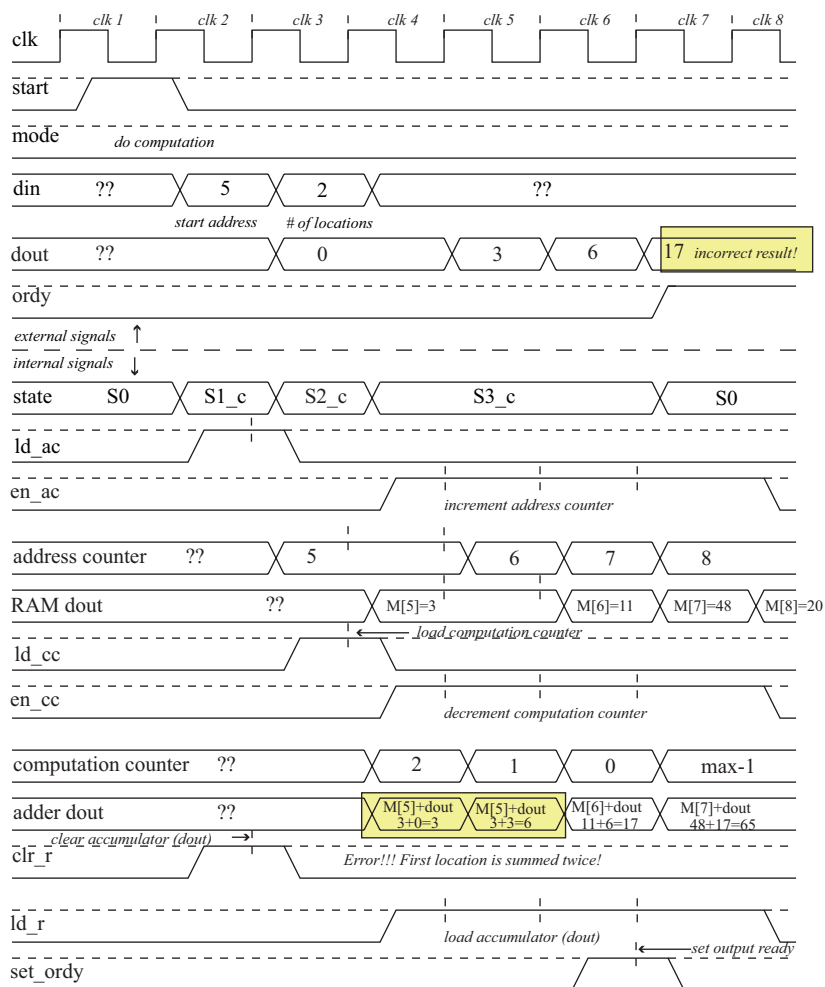 clk 1 clk 2 clk 3 clk 4 clk 5 clk 6 clk 7 clk 8
clk
start
mode
do computation
din ?? 5 2 ??
start address # of locations
dout ?? 0 3 6 17 incorrect result!
ordy
external signals ↑
internal signals ↓
state S0 S1_c S2_c S3_c S0
ld_ac
en_ac
increment address counter
address counter ?? 5 6 7 8
RAM dout ?? M[5]=3 M[6]=11 M[7]=48 M[8]=20
load computation counter
ld_cc
en_cc
decrement computation counter
computation counter ?? 2 1 0 max-1
adder dout ?? M[5]+dout M[5]+dout M[6]+dout M[7]+dout
3+0=3 3+3=6 11+6=17 48+17=65
clear accumulator (dout)
clr_r Error!!! First location is summed twice!
ld_r
load accumulator (dout)
set output ready
set_ordy